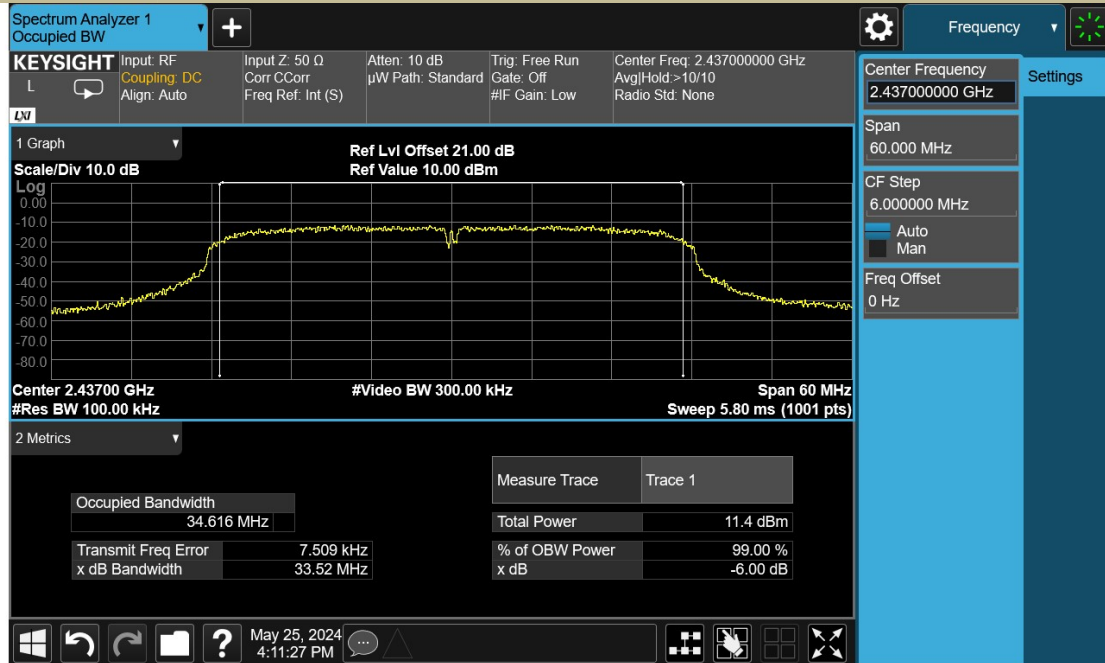 Spectrum Analyzer 1
Occupied BW
Frequency
KEYSIGHT
L
LXI
Input: RF
Coupling: DC
Align: Auto
Input Z: 50 Ω
Corr CCorr
Freq Ref: Int (S)
Atten: 10 dB
µW Path: Standard
Trig: Free Run
Gate: Off
#IF Gain: Low
Center Freq: 2.437000000 GHz
Avg|Hold:>10/10
Radio Std: None
Center Frequency
2.437000000 GHz
Settings
Span
60.000 MHz
CF Step
6.000000 MHz
Auto
Man
Freq Offset
0 Hz
1 Graph
Scale/Div 10.0 dB
Ref Lvl Offset 21.00 dB
Ref Value 10.00 dBm
Log
0.00
-10.0
-20.0
-30.0
-40.0
-50.0
-60.0
-70.0
-80.0
Center 2.43700 GHz
#Video BW 300.00 kHz
Span 60 MHz
#Res BW 100.00 kHz
Sweep 5.80 ms (1001 pts)
2 Metrics
Measure Trace
Trace 1
Occupied Bandwidth
34.616 MHz
Total Power
11.4 dBm
Transmit Freq Error
7.509 kHz
% of OBW Power
99.00 %
x dB Bandwidth
33.52 MHz
x dB
-6.00 dB
?
May 25, 2024
4:11:27 PM